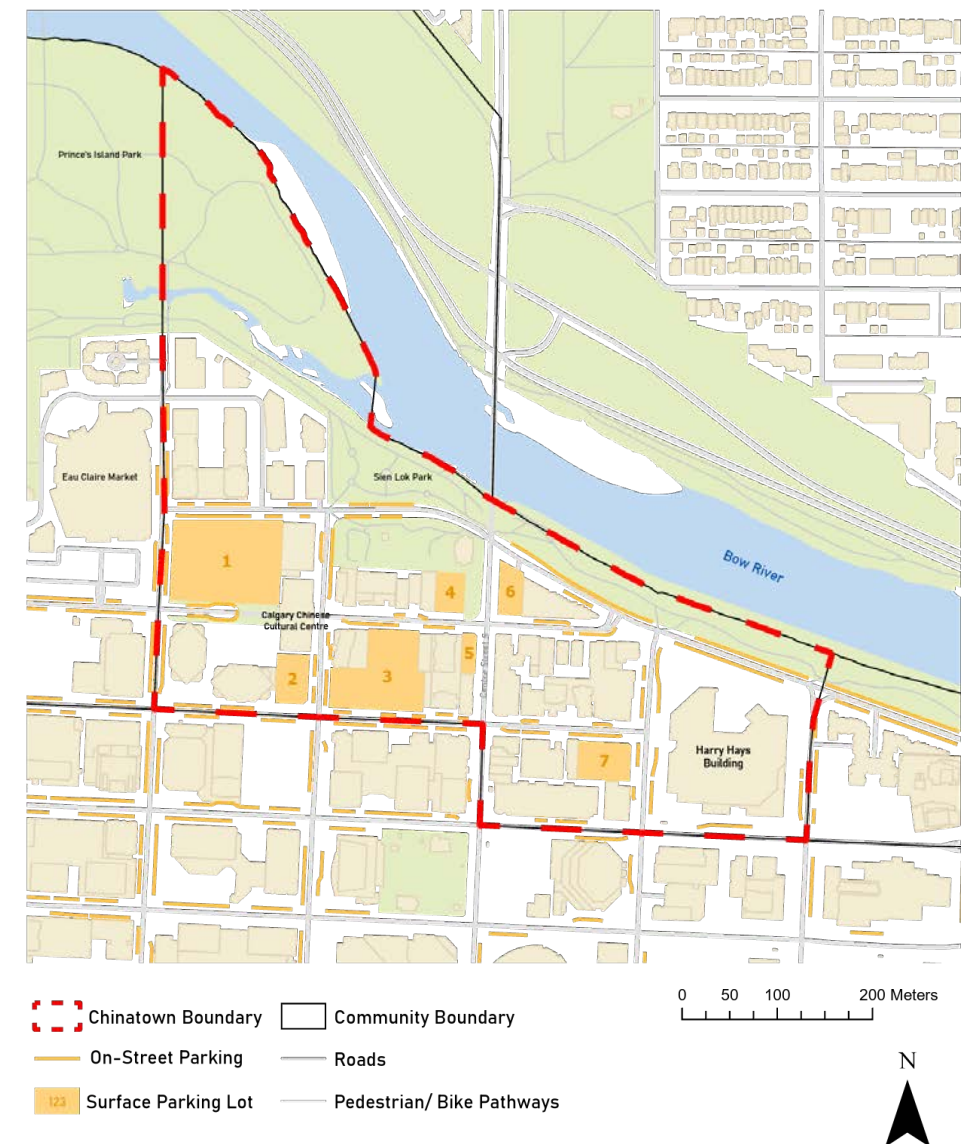 Prince's Island Park
Eau Claire Market
Sien Lok Park
Bow River
1
4
6
Calgary Chinese
Cultural Centre
5
2
3
Centre Street S
Harry Hays
Building
7
Chinatown Boundary
Community Boundary
On-Street Parking
Roads
123
Surface Parking Lot
Pedestrian/ Bike Pathways
0 50 100 200 Meters
N